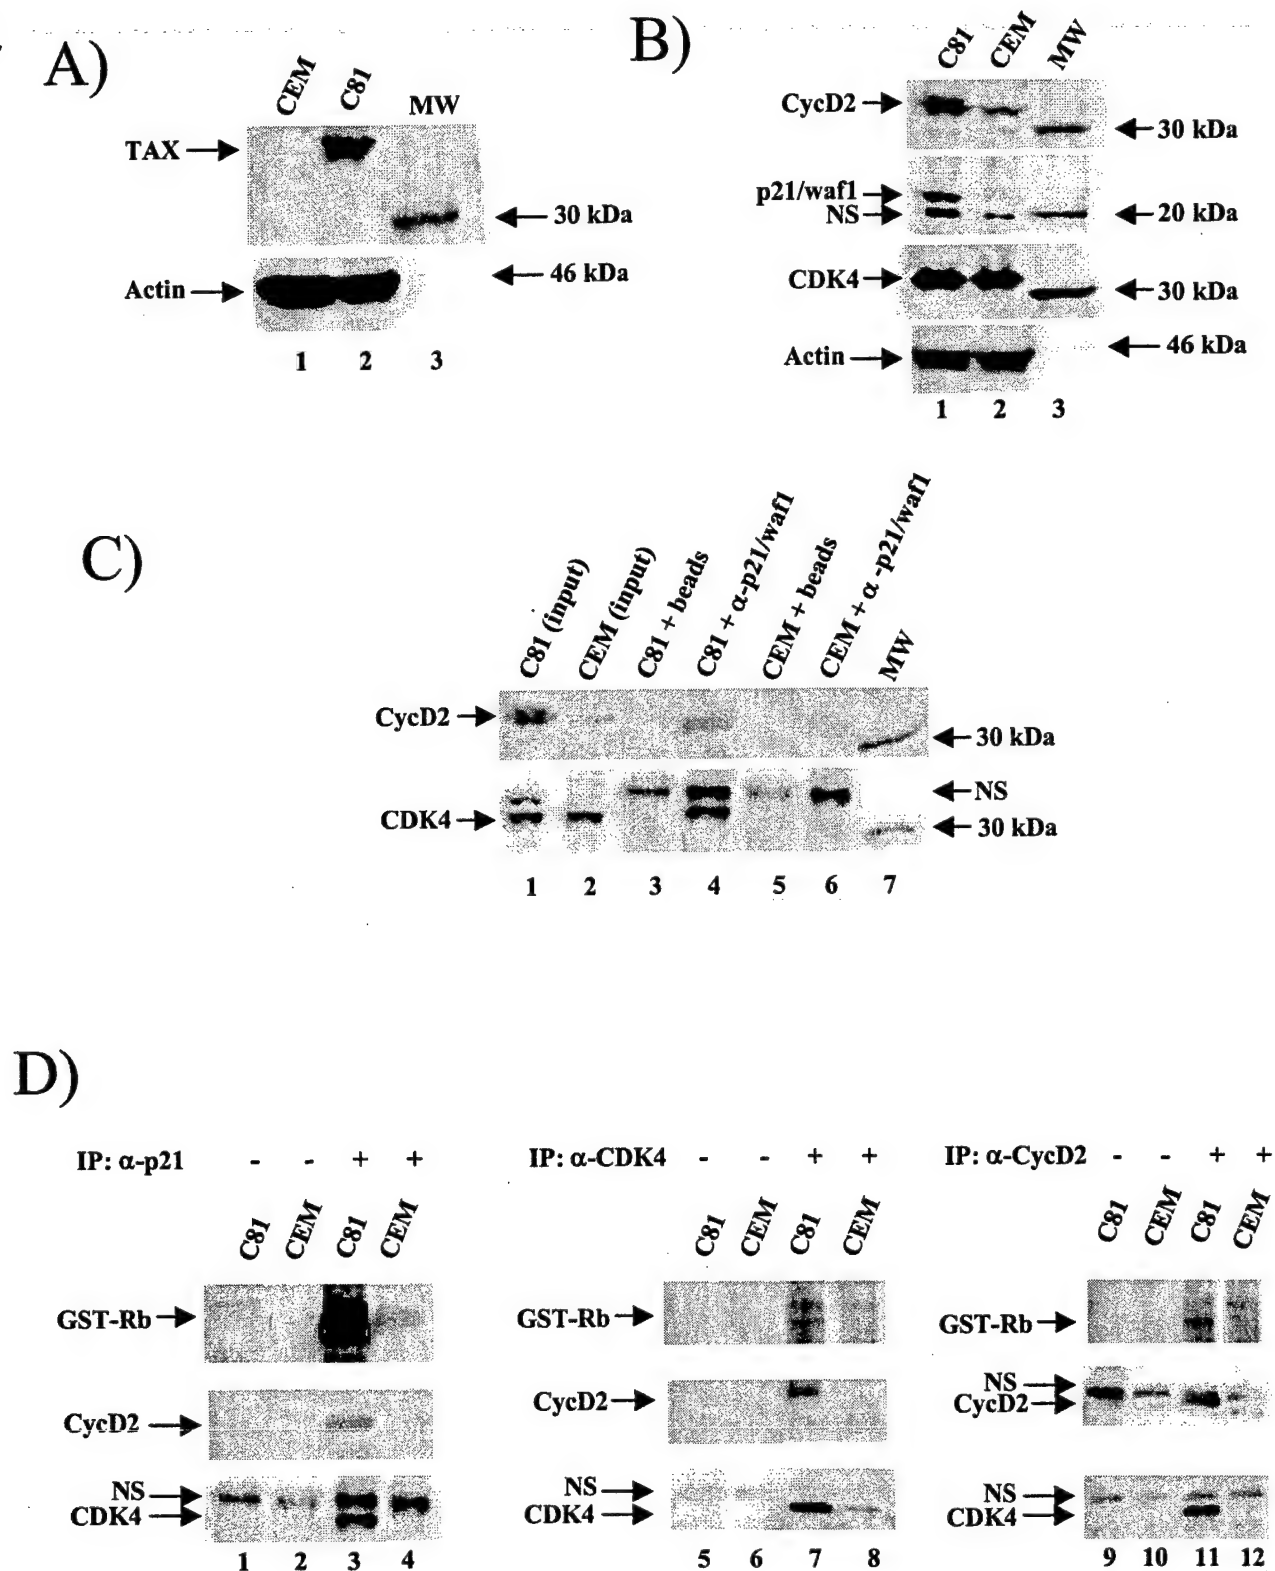 A)
CEM C81 MW
TAX
30 kDa
46 kDa
Actin
1 2 3
B)
C81 CEM MW
CycD2
30 kDa
p21/waf1
NS
20 kDa
CDK4
30 kDa
46 kDa
Actin
1 2 3
C)
C81 (input) CEM (input) C81 + beads C81 + α-p21/waf1 CEM + beads CEM + α -p21/waf1 MW
CycD2
30 kDa
NS
CDK4
30 kDa
1 2 3 4 5 6 7
D)
IP: α-p21 - - + +
C81 CEM C81 CEM
GST-Rb
CycD2
NS
CDK4
1 2 3 4
IP: α-CDK4 - - + +
C81 CEM C81 CEM
GST-Rb
CycD2
NS
CDK4
5 6 7 8
IP: α-CycD2 - - + +
C81 CEM C81 CEM
GST-Rb
NS
CycD2
NS
CDK4
9 10 11 12